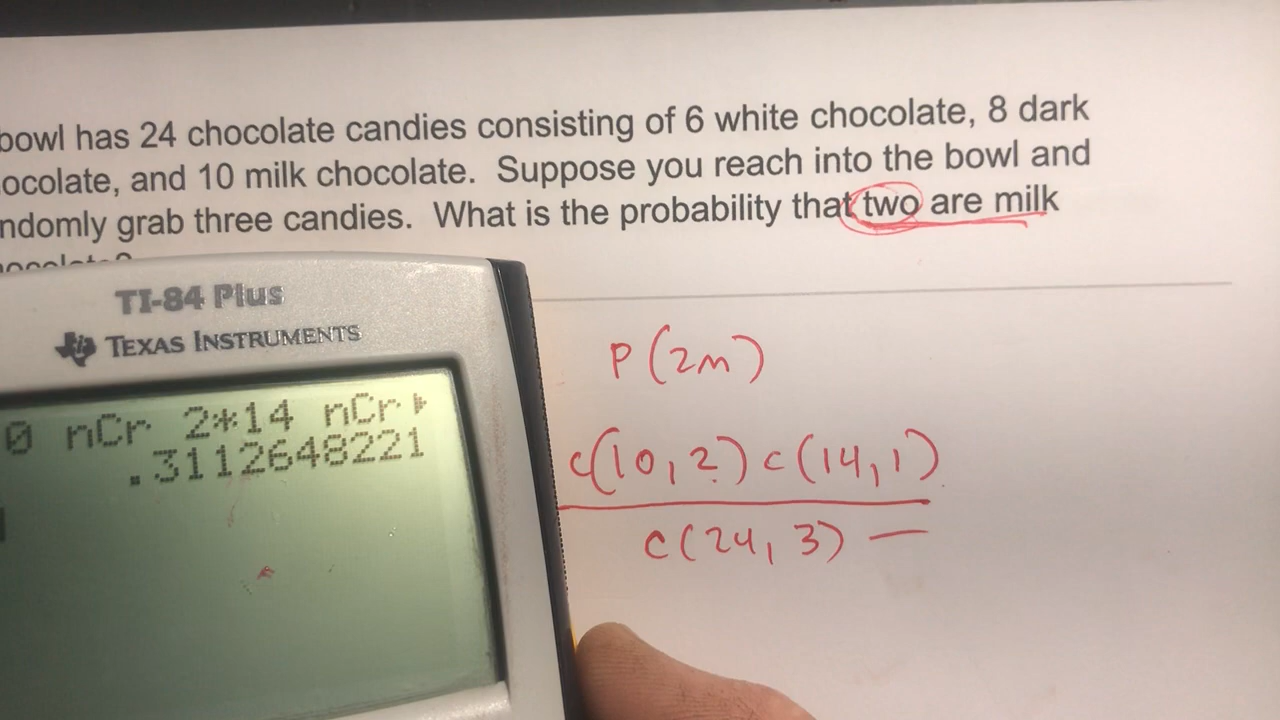 bowl has 24 chocolate candies consisting of 6 white chocolate, 8 dark
ocolate, and 10 milk chocolate. Suppose you reach into the bowl and
ndomly grab three candies. What is the probability that two are milk
TI-84 Plus
TEXAS INSTRUMENTS
0 nCr 2*14 nCr
.3112648221
P(2m)
C(10,2) C(14,1)
C(24,3)